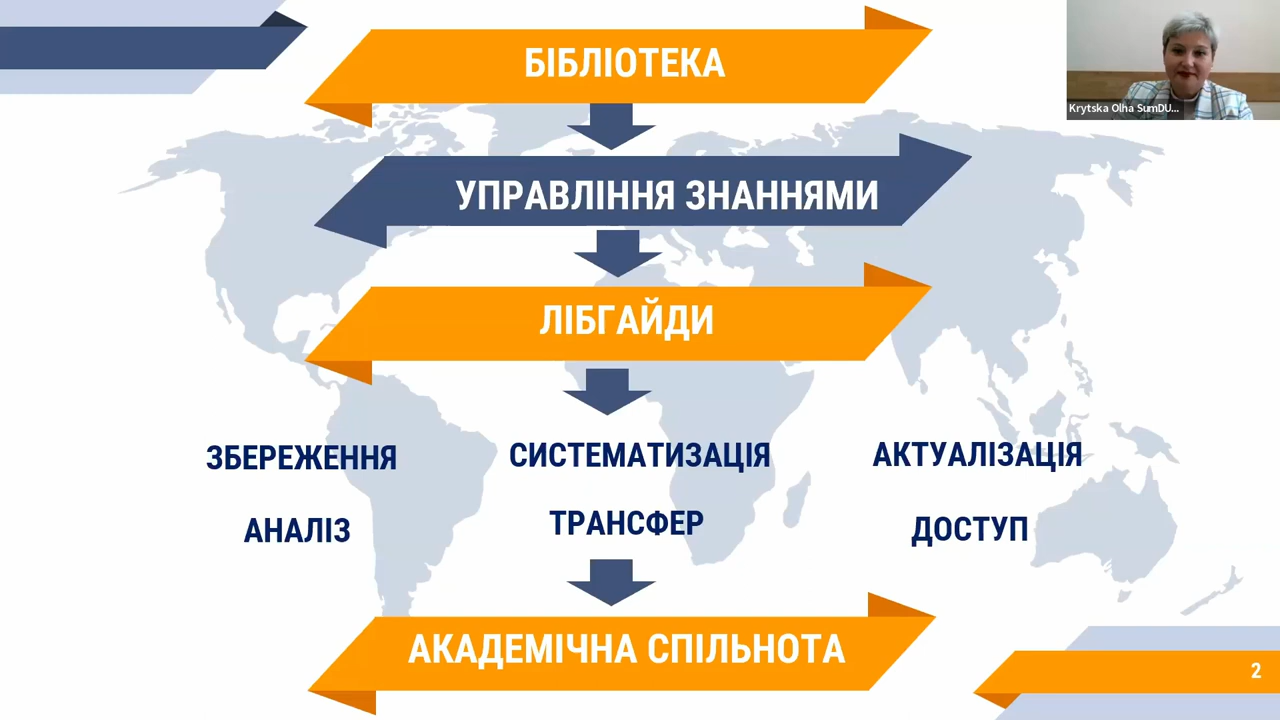 БІБЛІОТЕКА
Krytska Olha SumDU...
УПРАВЛІННЯ ЗНАННЯМИ
ЛІБГАЙДИ
ЗБЕРЕЖЕННЯ
СИСТЕМАТИЗАЦІЯ
АКТУАЛІЗАЦІЯ
АНАЛІЗ
ТРАНСФЕР
ДОСТУП
АКАДЕМІЧНА СПІЛЬНОТА
2